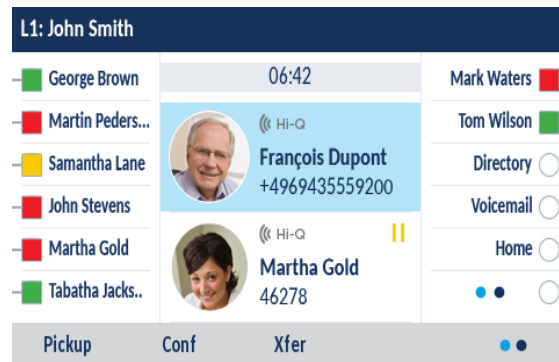 L1: John Smith
George Brown
Martin Peders...
Samantha Lane
John Stevens
Martha Gold
Tabatha Jacks..
06:42
Hi-Q
François Dupont
+4969435559200
Hi-Q
Martha Gold
46278
Mark Waters
Tom Wilson
Directory
Voicemail
Home
Pickup Conf Xfer